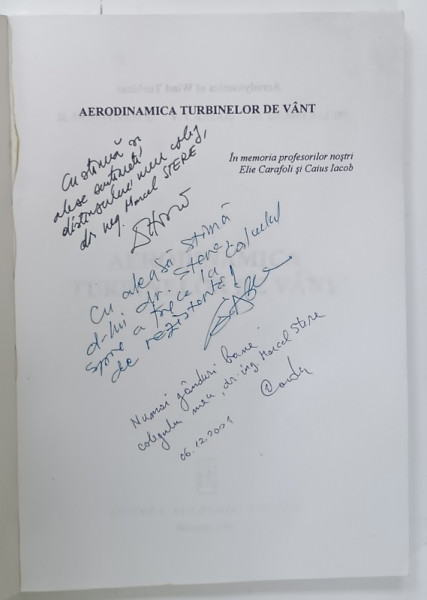 AERODINAMICA TURBINELOR DE VÂNT
În memoria profesorilor noştri
Elie Carafoli şi Caius Iacob
Cu stimă şi
alese sentimente,
distinsului meu coleg,
dr. ing. Marcel STERE,
Cu aleasă stimă
d-lui dr. Stere,
spre a trece la calculul
de rezistenţă!
Numai gânduri bune
colegului meu, dr. ing. Marcel Stere
06.12.2001